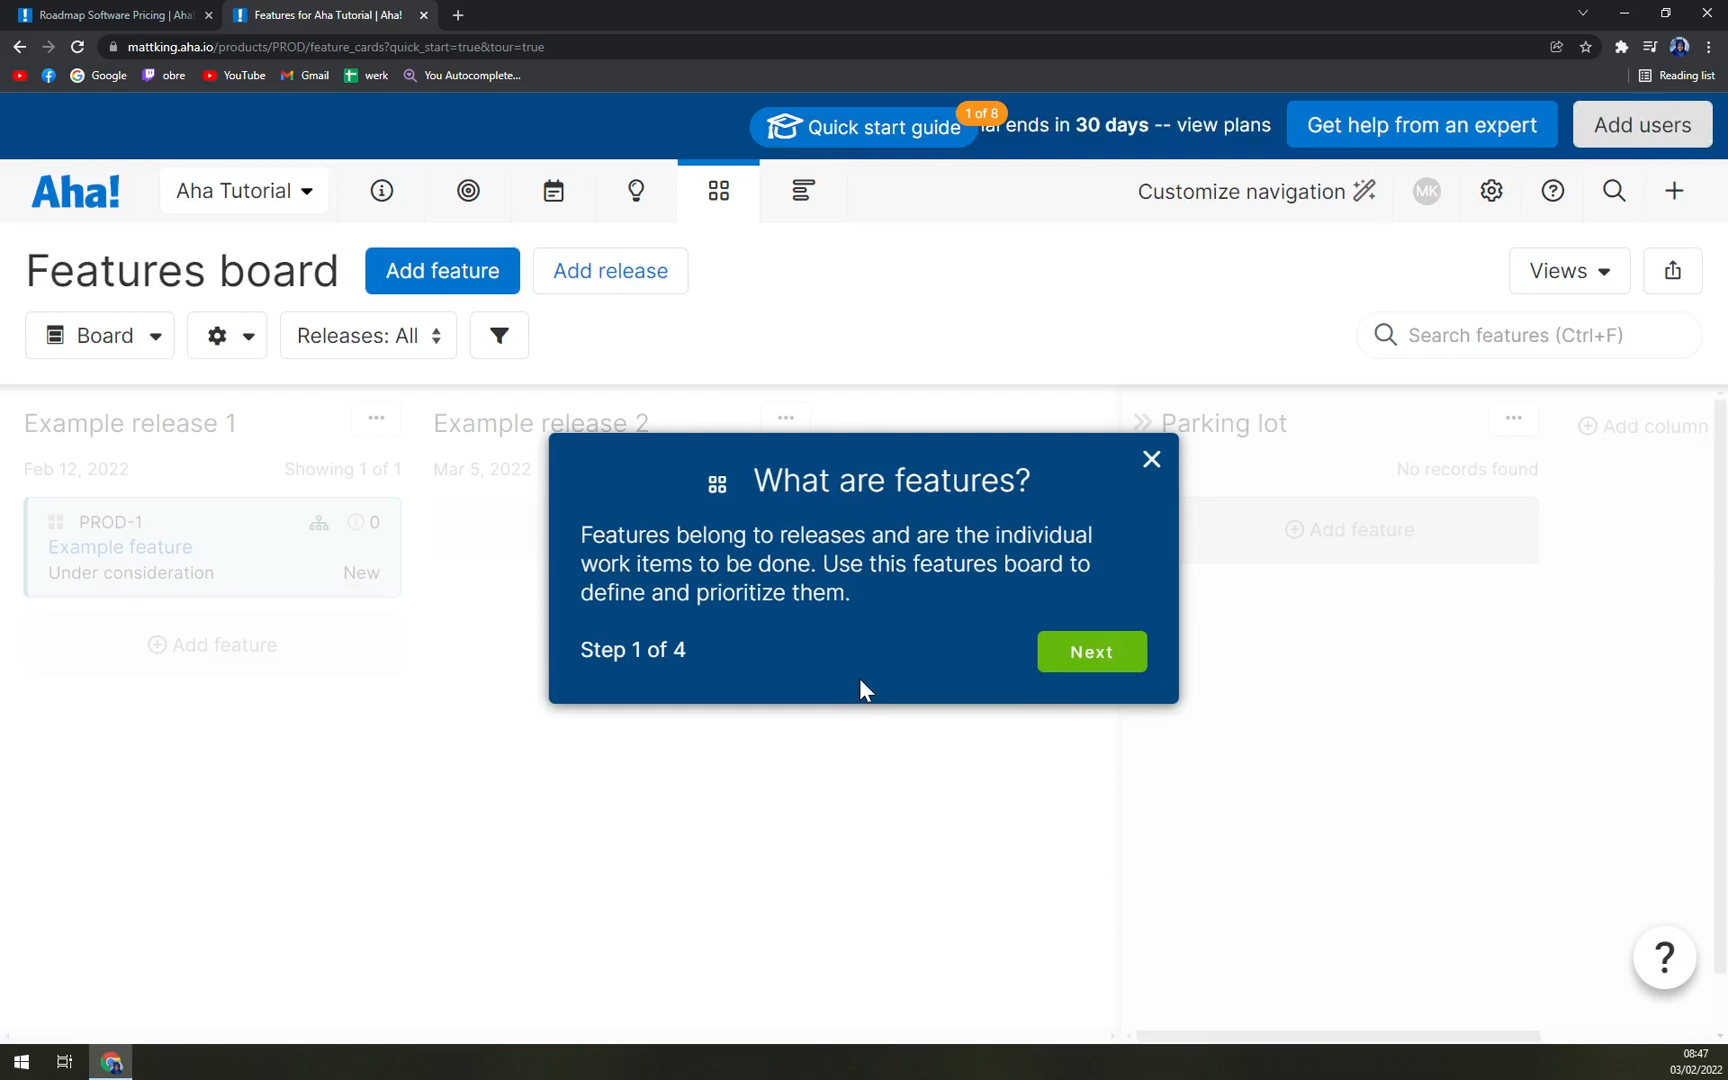 Roadmap Software Pricing | Aha!
Features for Aha Tutorial | Aha!
mattking.aha.io/products/PROD/feature_cards?quick_start=true&tour=true
Google
obre
YouTube
Gmail
werk
You Autocomplete...
Reading list
Quick start guide
1 of 8
ends in 30 days -- view plans
Get help from an expert
Add users
Aha!
Aha Tutorial
Customize navigation
MK
Features board
Add feature
Add release
Views
Board
Releases: All
Search features (Ctrl+F)
Example release 1
Feb 12, 2022
Showing 1 of 1
PROD-1
0
Example feature
Under consideration
New
Add feature
Example release 2
Mar 5, 2022
Parking lot
No records found
Add feature
Add column
What are features?
Features belong to releases and are the individual
work items to be done. Use this features board to
define and prioritize them.
Step 1 of 4
Next
?
08:47
03/02/2022